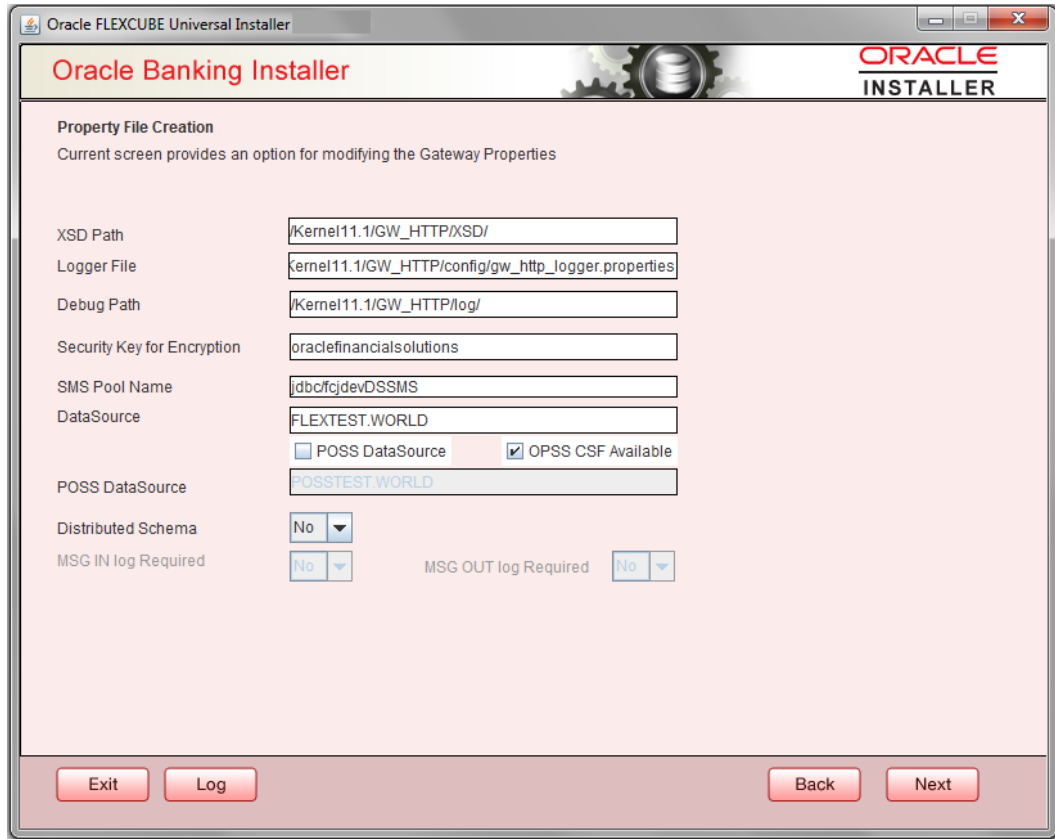 Oracle FLEXCUBE Universal Installer
Oracle Banking Installer
ORACLE
INSTALLER
Property File Creation
Current screen provides an option for modifying the Gateway Properties
XSD Path /Kernel11.1/GW_HTTP/XSD/
Logger File Kernel11.1/GW_HTTP/config/gw_http_logger.properties
Debug Path /Kernel11.1/GW_HTTP/log/
Security Key for Encryption oraclefinancialsolutions
SMS Pool Name jdbc/fcjdevDSSMS
DataSource FLEXTEST.WORLD
POSS DataSource OPSS CSF Available
POSS DataSource POSSTEST.WORLD
Distributed Schema No
MSG IN log Required No MSG OUT log Required No
Exit Log Back Next